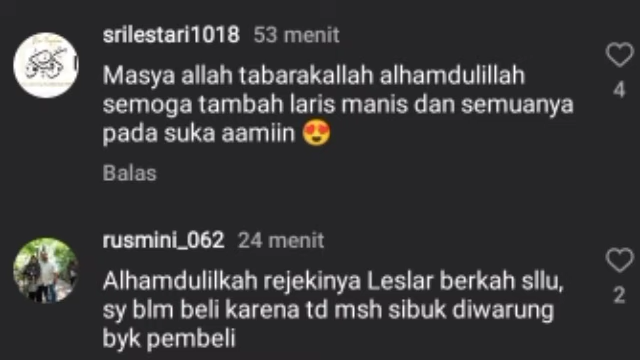 srilestari1018 53 menit
Masya allah tabarakallah alhamdulillah
semoga tambah laris manis dan semuanya
pada suka aamiin 😍
4
Balas
rusmini_062 24 menit
Alhamdulilkah rejekinya Leslar berkah sllu,
sy blm beli karena td msh sibuk diwarung
byk pembeli
2